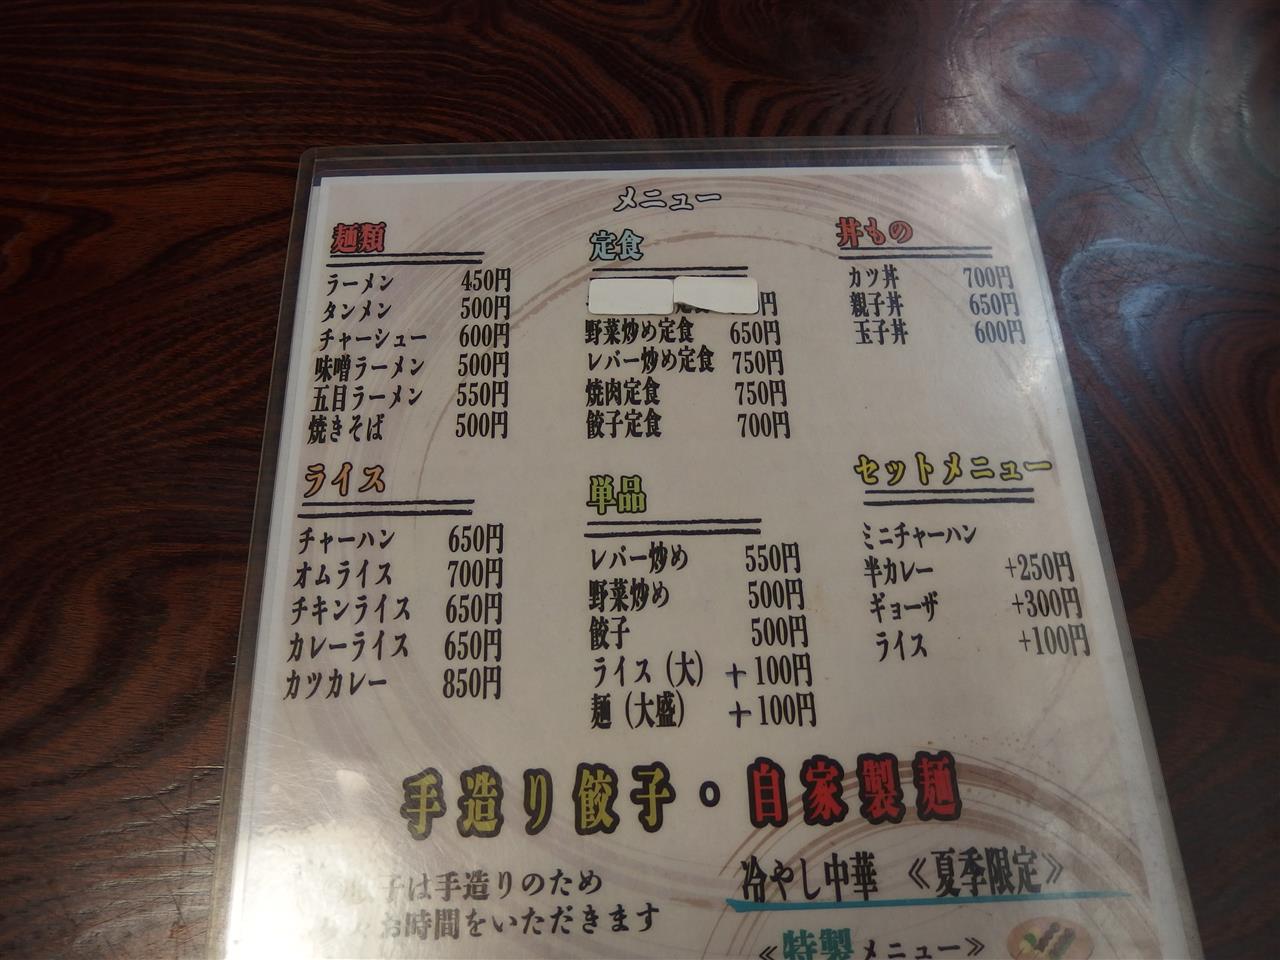 メニュー
麺類
ラーメン 450円
タンメン 500円
チャーシュー 600円
味噌ラーメン 500円
五目ラーメン 550円
焼きそば 500円
定食
円
野菜炒め定食 650円
レバー炒め定食 750円
焼肉定食 750円
餃子定食 700円
丼もの
カツ丼 700円
親子丼 650円
玉子丼 600円
ライス
チャーハン 650円
オムライス 700円
チキンライス 650円
カレーライス 650円
カツカレー 850円
単品
レバー炒め 550円
野菜炒め 500円
餃子 500円
ライス(大) +100円
麺(大盛) +100円
セットメニュー
ミニチャーハン
半カレー +250円
ギョーザ +300円
ライス +100円
手造り餃子・自家製麺
子は手造りのため
お時間をいただきます
冷やし中華 《夏季限定》
《特製メニュー》